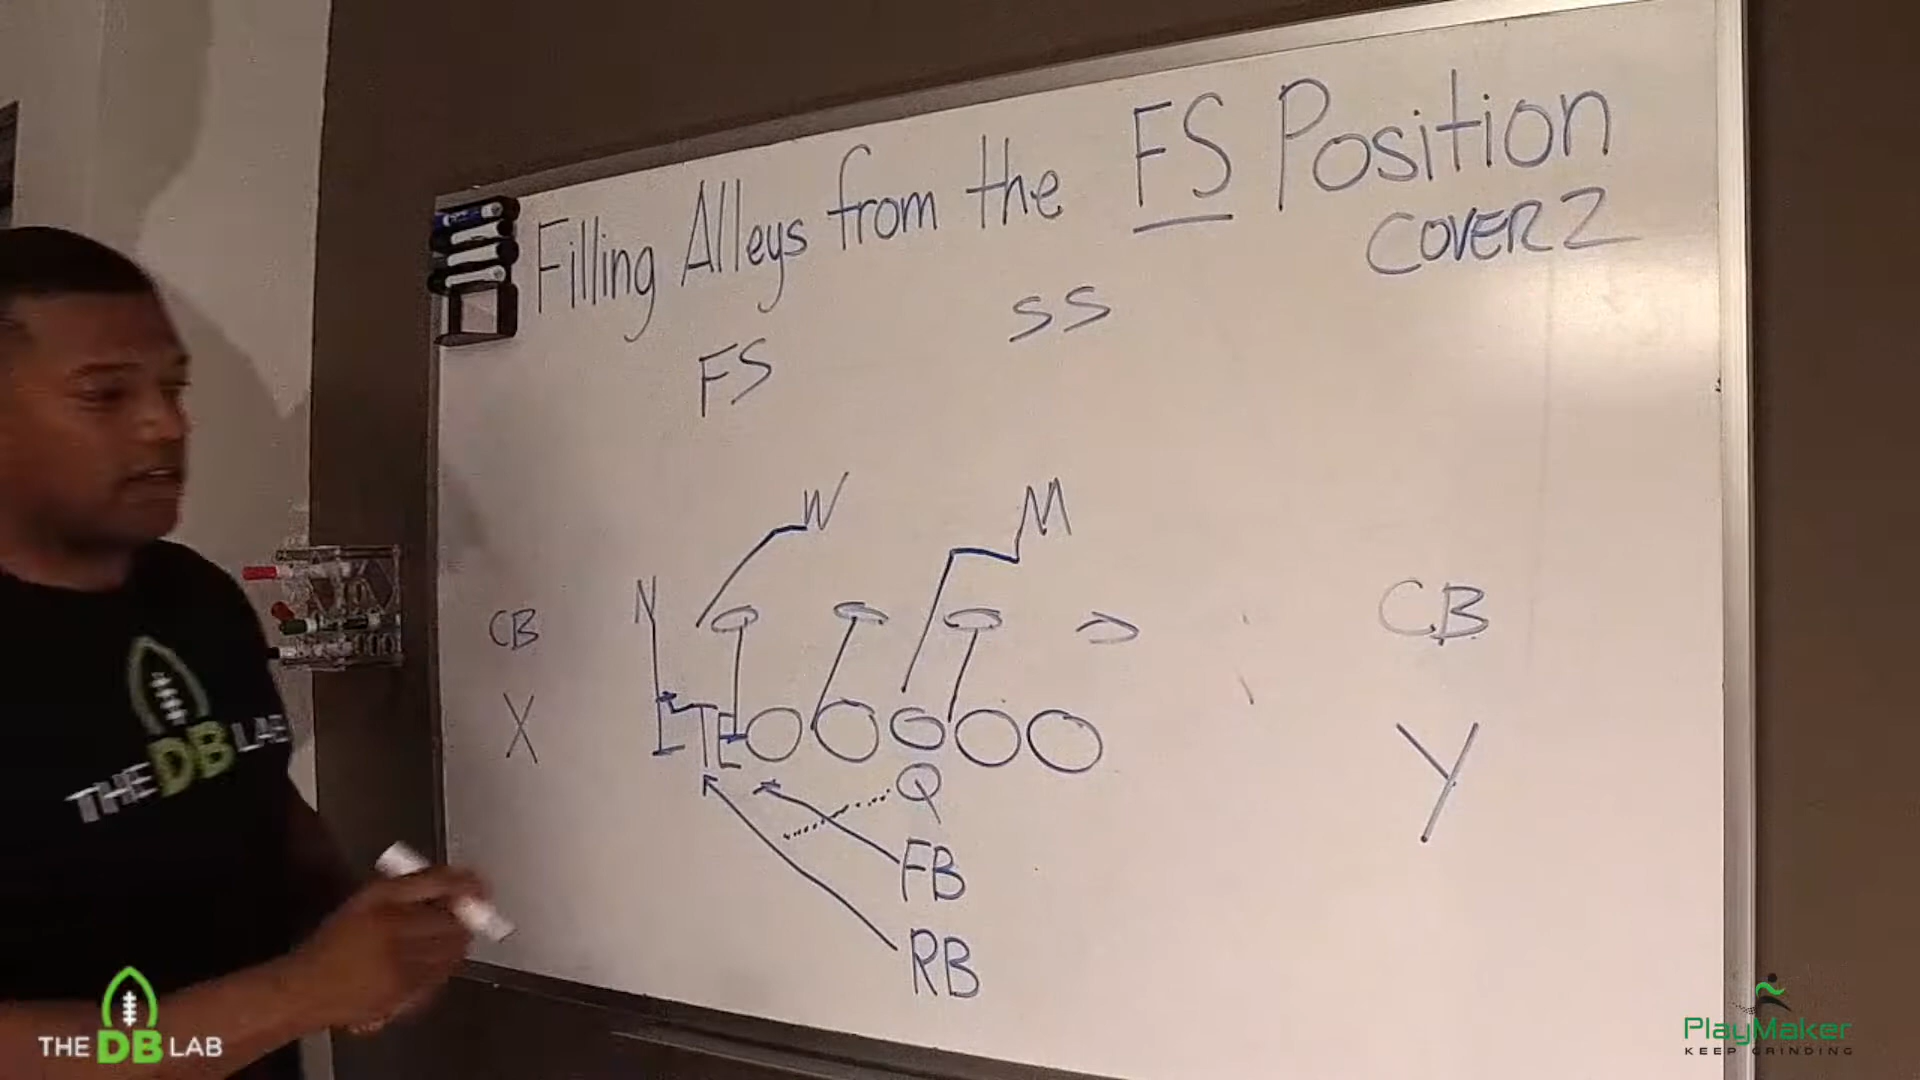 Filling Alleys from the FS Position
COVER 2
SS
FS
W
M
N
CB
CB
X
TE
Y
Q
FB
RB
THE DB LAB
THE DB LAB
PlayMaker
KEEP GRINDING